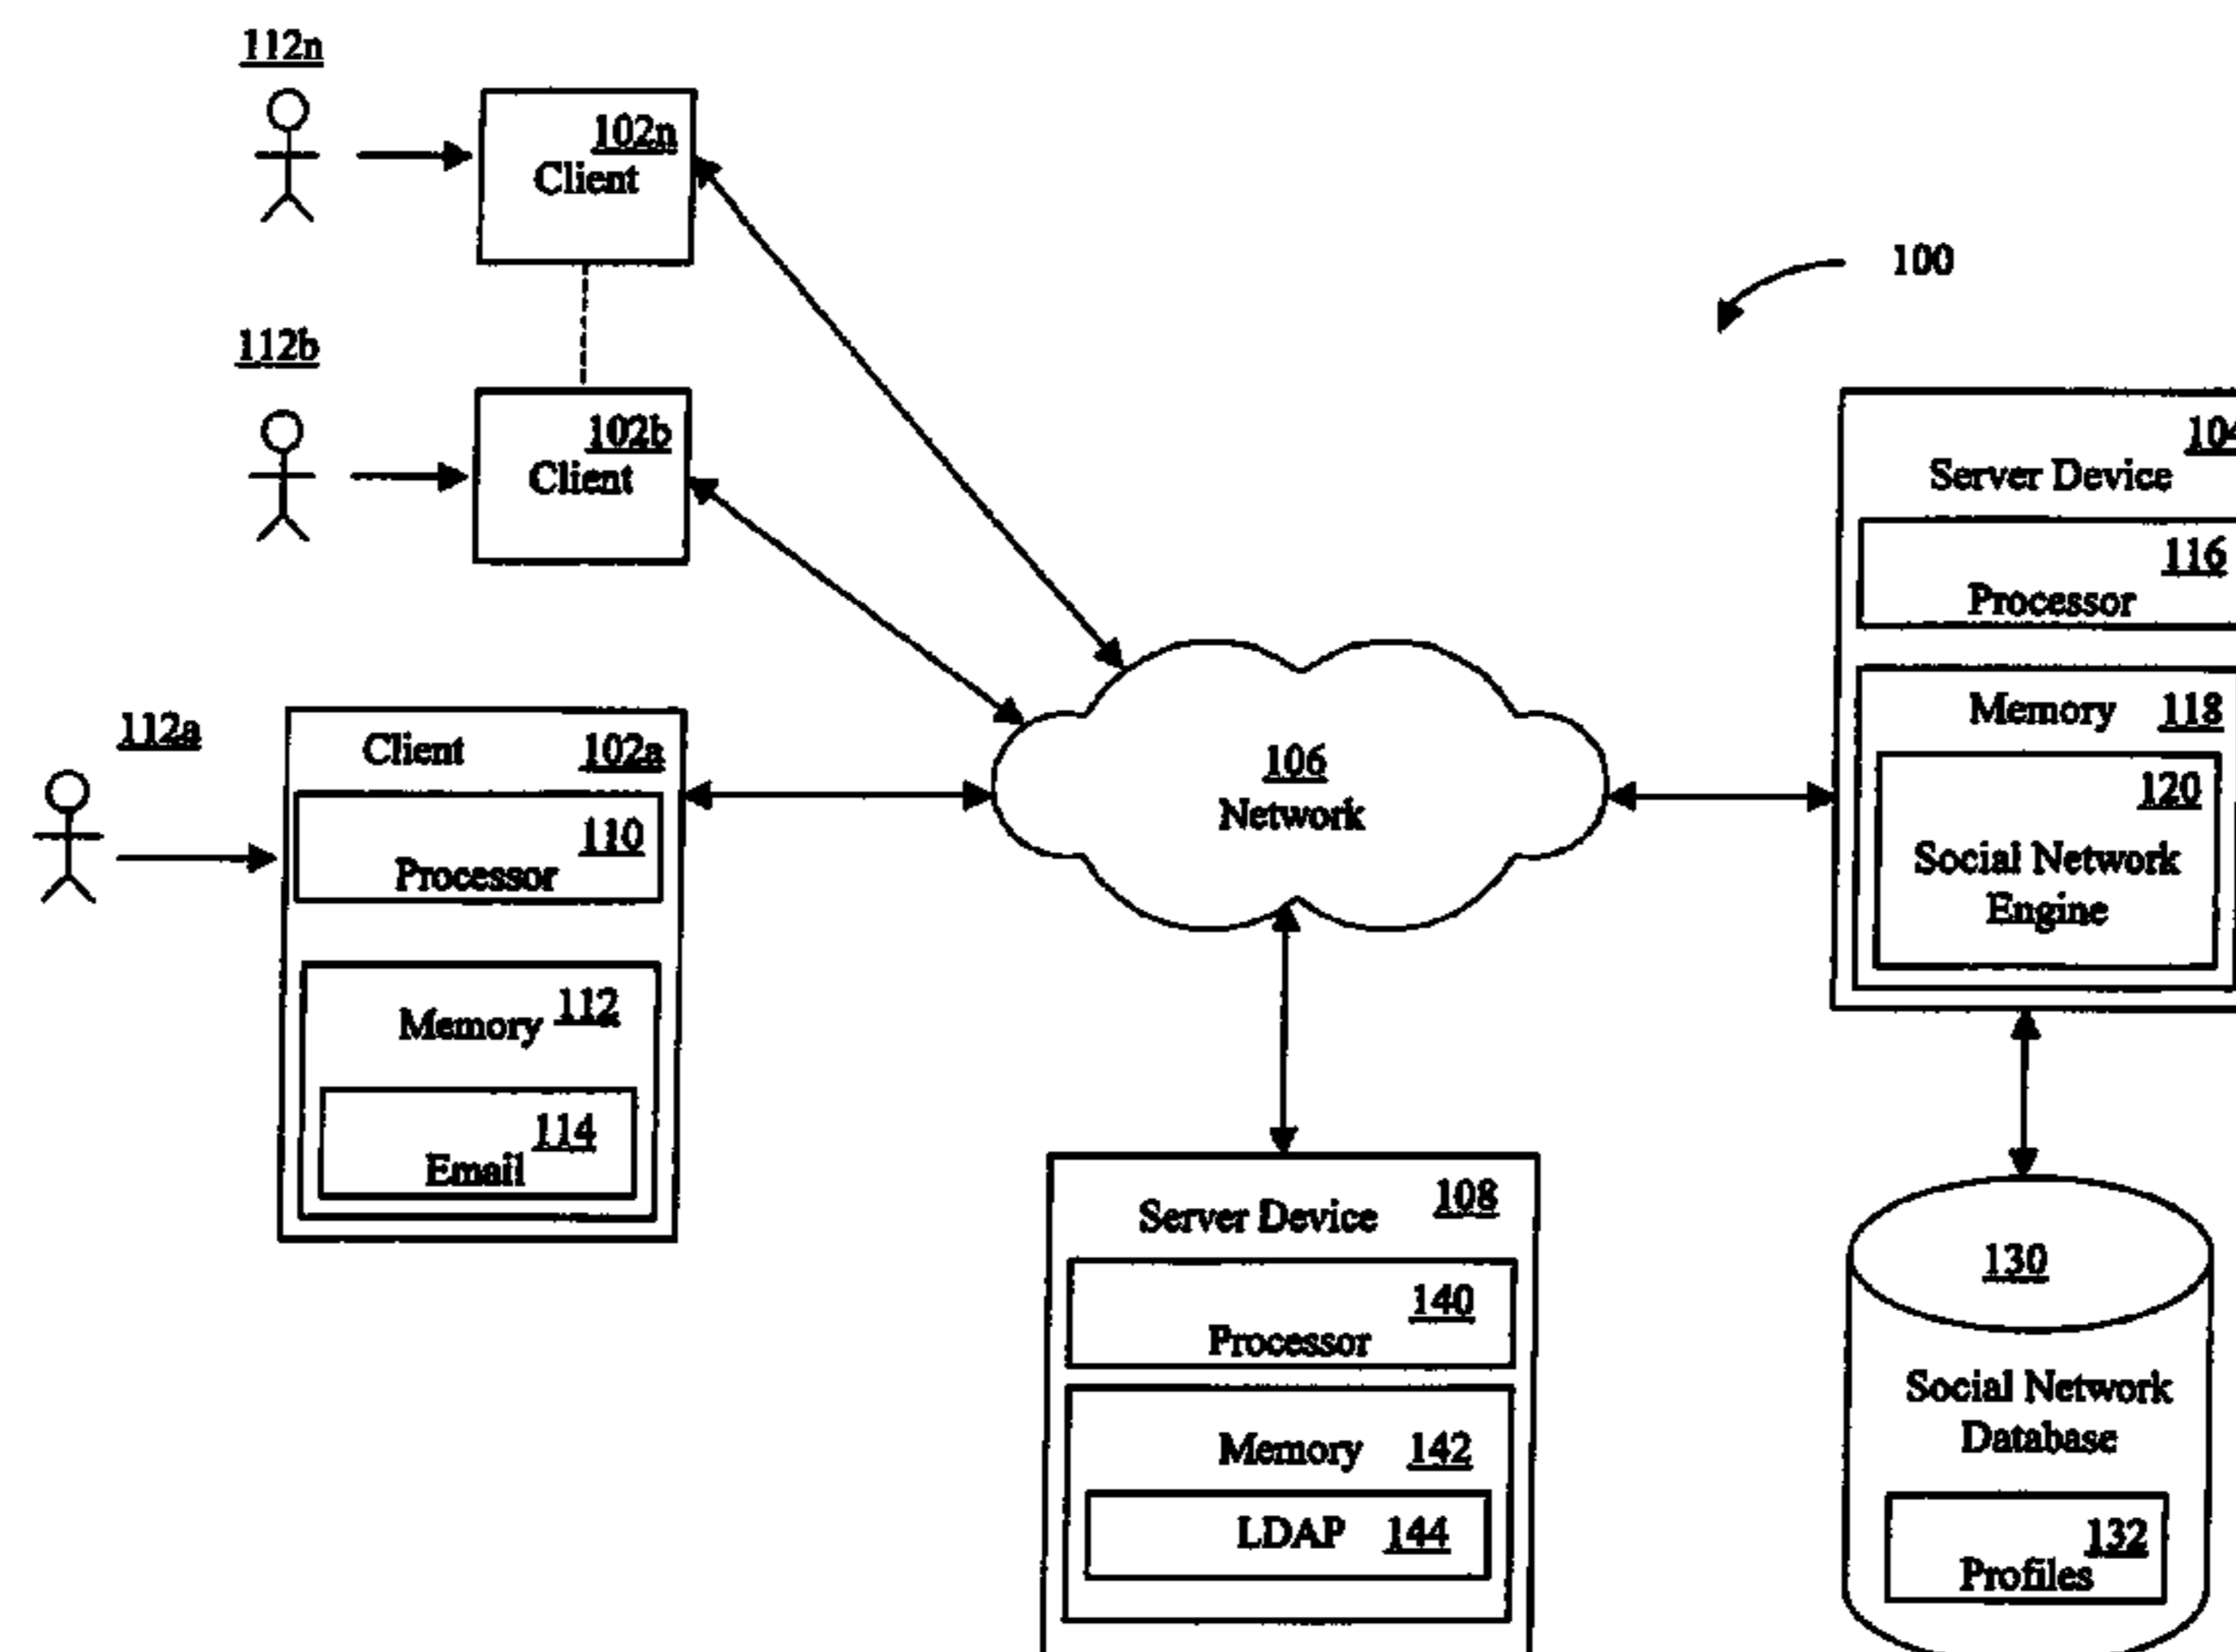 112n
102n
Client
100
112b
102b
Client
104
Server Device
116
Processor
Memory 118
120
Social Network
Engine
112a
Client 102a
110
Processor
Memory 112
114
Email
106
Network
Server Device 108
140
Processor
Memory 142
LDAP 144
130
Social Network
Database
132
Profiles